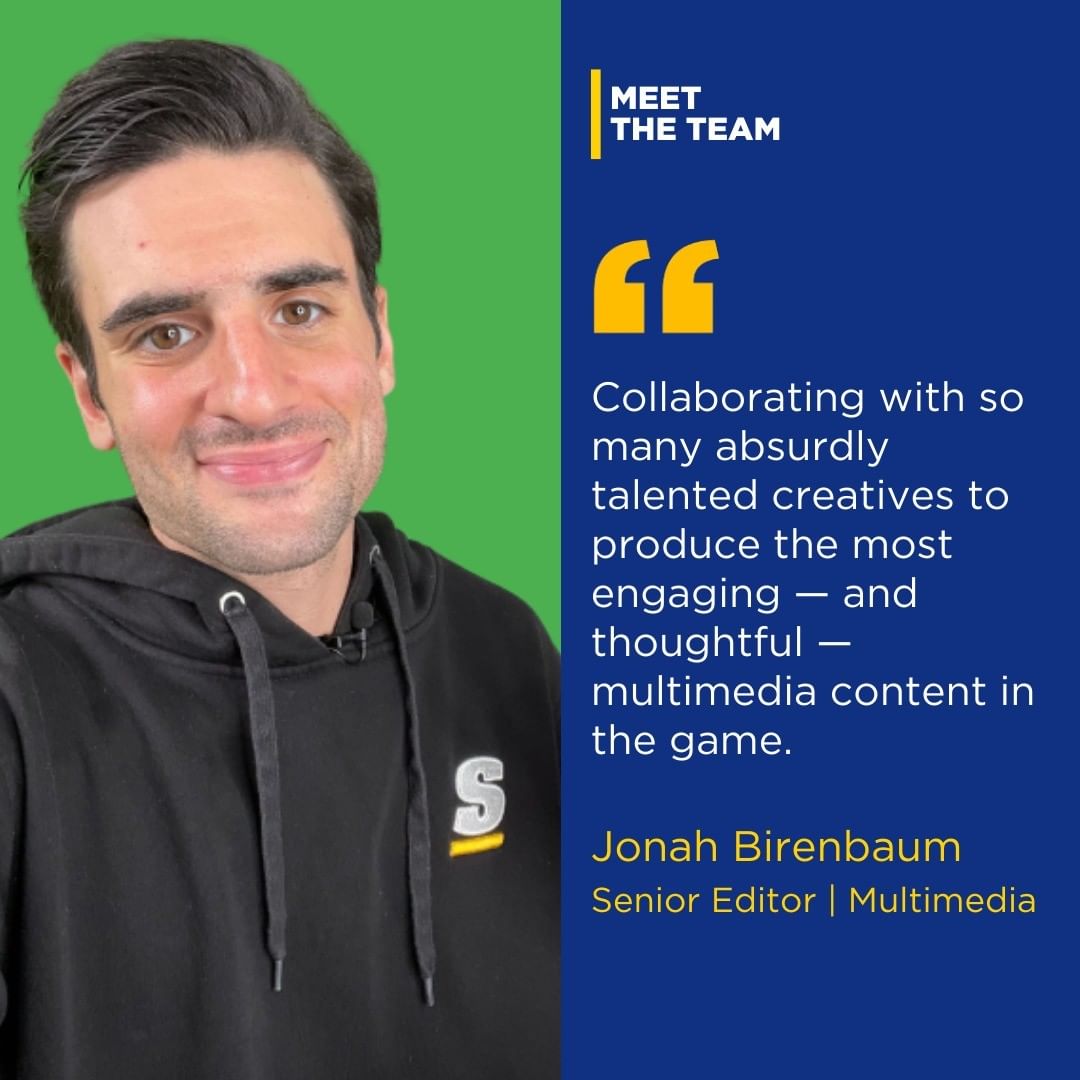 MEET
THE TEAM
“
Collaborating with so
many absurdly
talented creatives to
produce the most
engaging — and
thoughtful —
multimedia content in
the game.
Jonah Birenbaum
Senior Editor | Multimedia
S